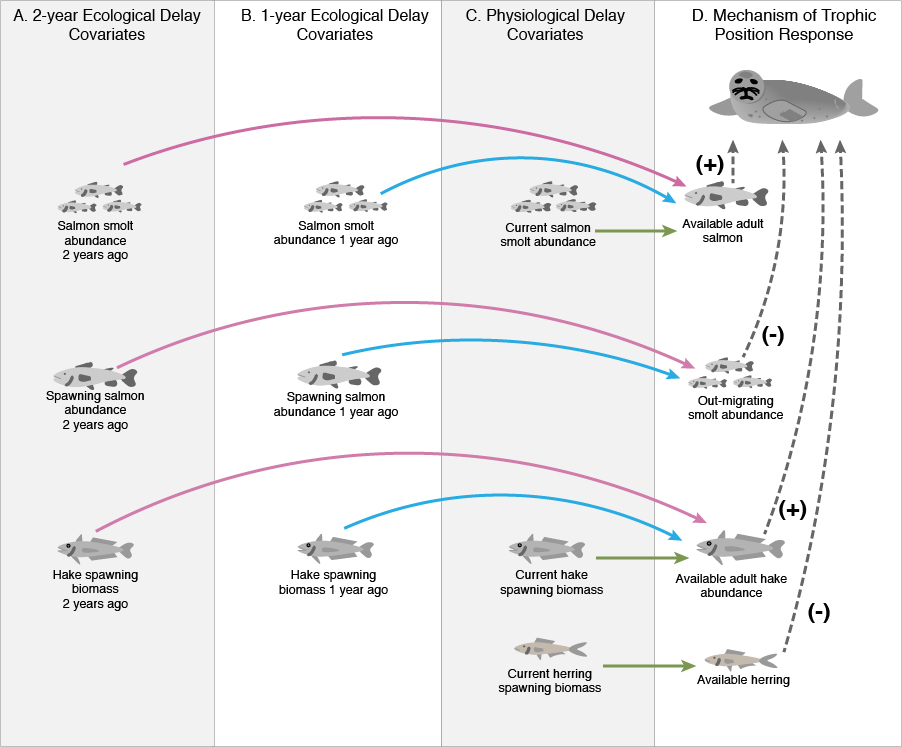 A. 2-year Ecological Delay
Covariates
B. 1-year Ecological Delay
Covariates
C. Physiological Delay
Covariates
D. Mechanism of Trophic
Position Response
(+)
Salmon smolt
abundance
2 years ago
Salmon smolt
abundance 1 year ago
Current salmon
smolt abundance
Available adult
salmon
(-)
Spawning salmon
abundance
2 years ago
Spawning salmon
abundance 1 year ago
Out-migrating
smolt abundance
(+)
Hake spawning
biomass
2 years ago
Hake spawning
biomass 1 year ago
Current hake
spawning biomass
Available adult hake
abundance
(-)
Current herring
spawning biomass
Available herring